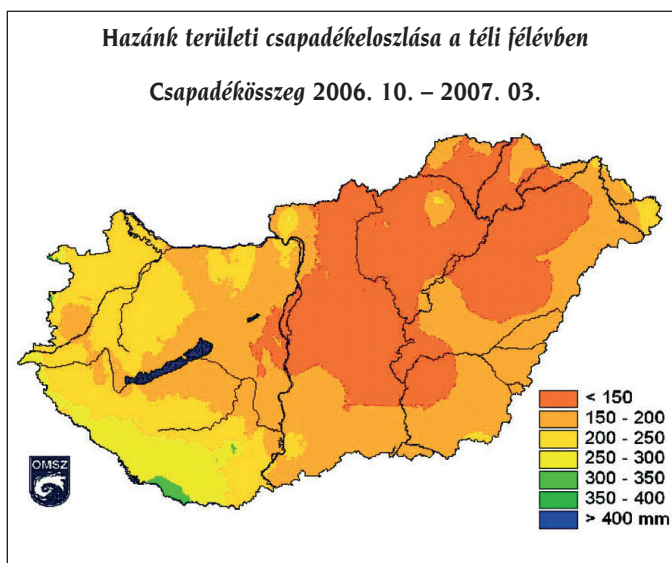 Hazánk területi csapadékeloszlása a téli félévben
Csapadékösszeg 2006. 10. – 2007. 03.
< 150
150 - 200
200 - 250
250 - 300
300 - 350
350 - 400
> 400 mm
OMSZ